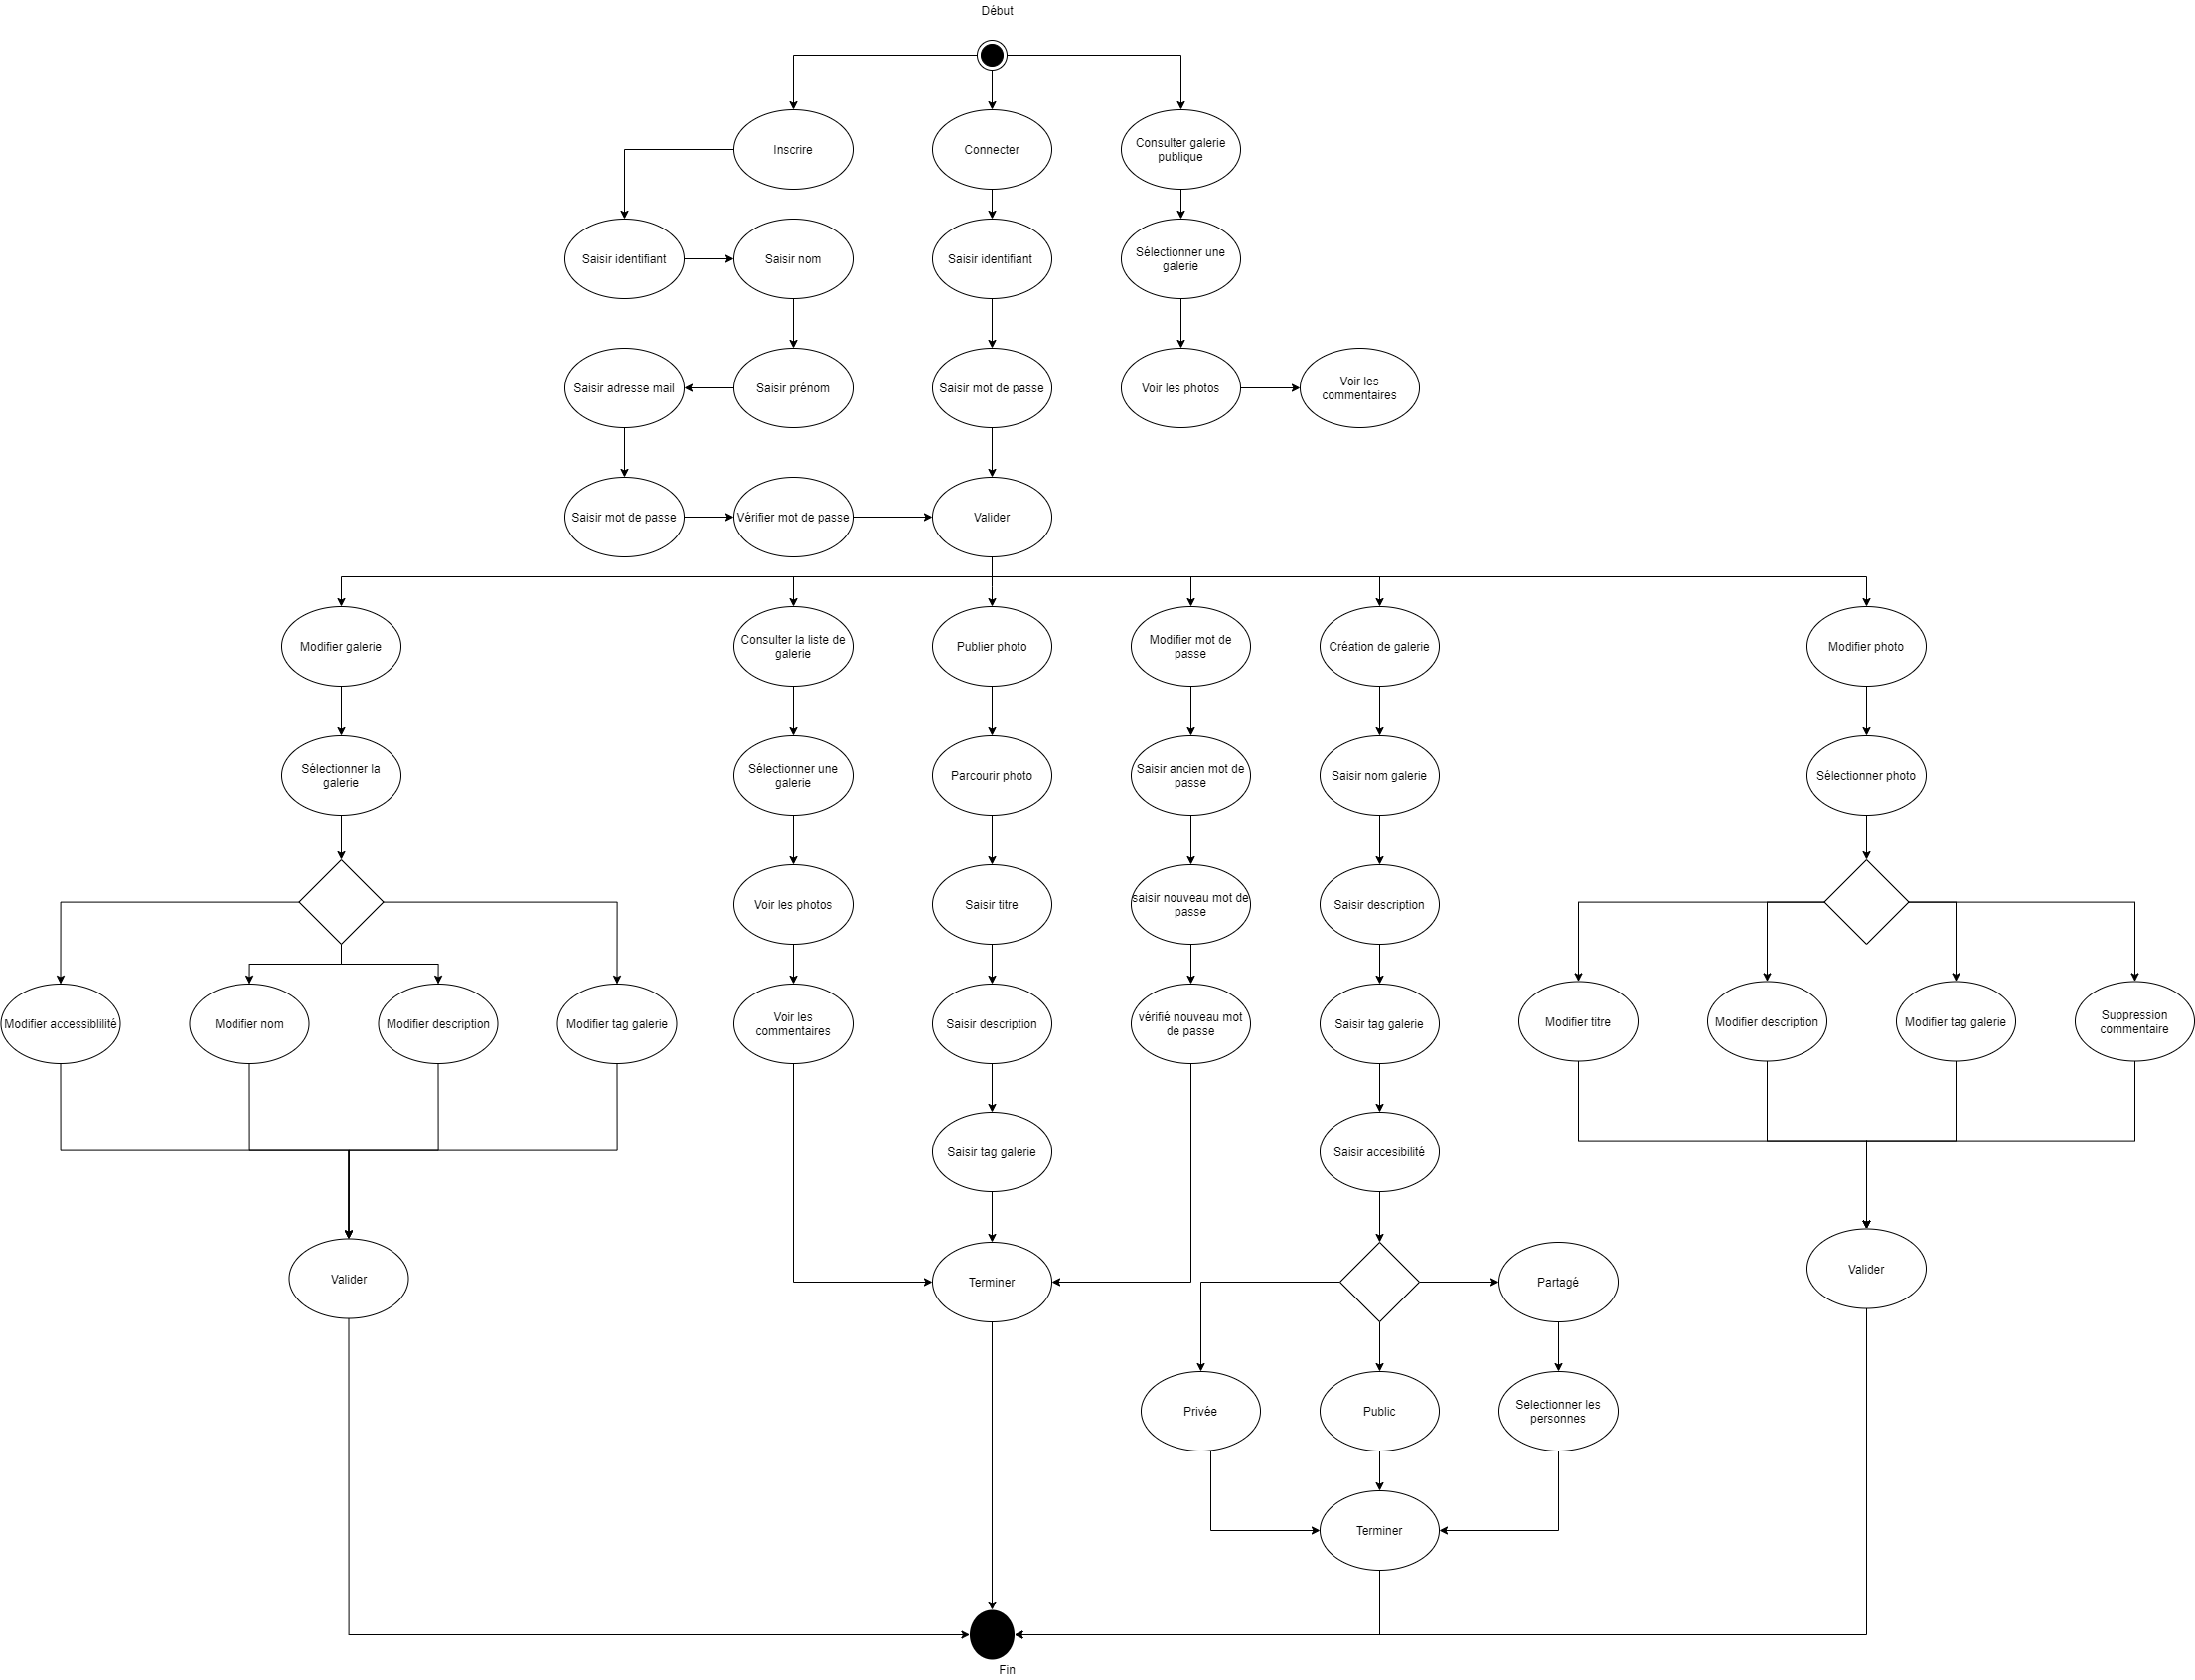 Début
Inscrire
Connecter
Consulter galerie
publique
Saisir identifiant
Saisir nom
Saisir identifiant
Sélectionner une
galerie
Saisir adresse mail
Saisir prénom
Saisir mot de passe
Voir les photos
Voir les
commentaires
Saisir mot de passe
Vérifier mot de passe
Valider
Modifier galerie
Consulter la liste de
galerie
Publier photo
Modifier mot de
passe
Création de galerie
Modifier photo
Sélectionner la
galerie
Sélectionner une
galerie
Parcourir photo
Saisir ancien mot de
passe
Saisir nom galerie
Sélectionner photo
Voir les photos
Saisir titre
saisir nouveau mot de
passe
Saisir description
Modifier accessiblilité
Modifier nom
Modifier description
Modifier tag galerie
Voir les
commentaires
Saisir description
vérifié nouveau mot
de passe
Saisir tag galerie
Modifier titre
Modifier description
Modifier tag galerie
Suppression
commentaire
Saisir tag galerie
Saisir accesibilité
Valider
Terminer
Partagé
Valider
Privée
Public
Selectionner les
personnes
Terminer
Fin